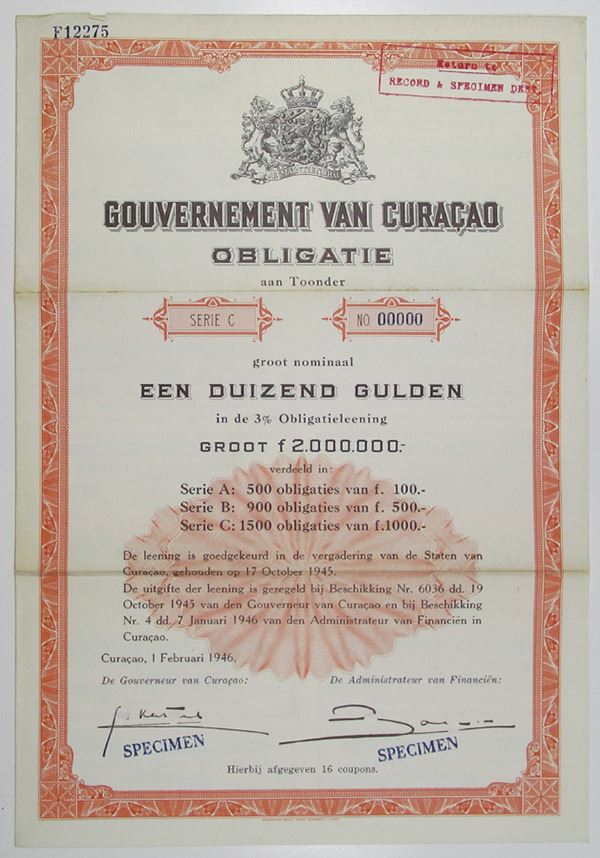 F12275
Return to
RECORD & SPECIMEN DEPT.
GOUVERNEMENT VAN CURAÇAO
OBLIGATIE
aan Toonder
SERIE C
NO. 00000
groot nominaal
EEN DUIZEND GULDEN
in de 3% Obligatieleening
GROOT f 2.000.000.-
verdeeld in:
Serie A: 500 obligaties van f. 100.-
Serie B: 900 obligaties van f. 500.-
Serie C: 1500 obligaties van f.1000.-
De leening is goedgekeurd in de vergadering van de Staten van
Curaçao, gehouden op 17 October 1945.
De uitgifte der leening is geregeld bij Beschikking Nr. 6036 dd. 19
October 1945 van den Gouverneur van Curaçao en bij Beschikking
Nr. 4 dd. 7 Januari 1946 van den Administrateur van Financiën in
Curaçao.
Curaçao, 1 Februari 1946.
De Gouverneur van Curaçao:
De Administrateur van Financiën:
SPECIMEN
SPECIMEN
Hierbij afgegeven 16 coupons.